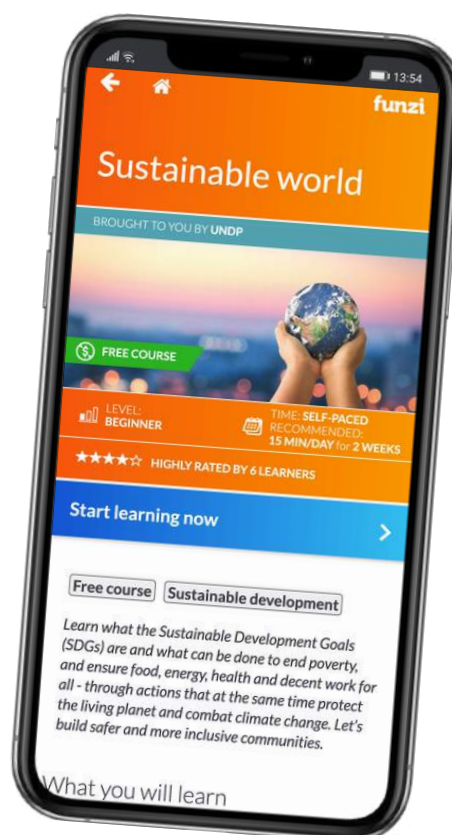 13:54
funzi
Sustainable world
BROUGHT TO YOU BY UNDP
FREE COURSE
LEVEL:
BEGINNER
TIME: SELF-PACED
RECOMMENDED:
15 MIN/DAY for 2 WEEKS
HIGHLY RATED BY 6 LEARNERS
Start learning now
Free course
Sustainable development
Learn what the Sustainable Development Goals
(SDGs) are and what can be done to end poverty,
and ensure food, energy, health and decent work for
all - through actions that at the same time protect
the living planet and combat climate change. Let's
build safer and more inclusive communities.
What you will learn